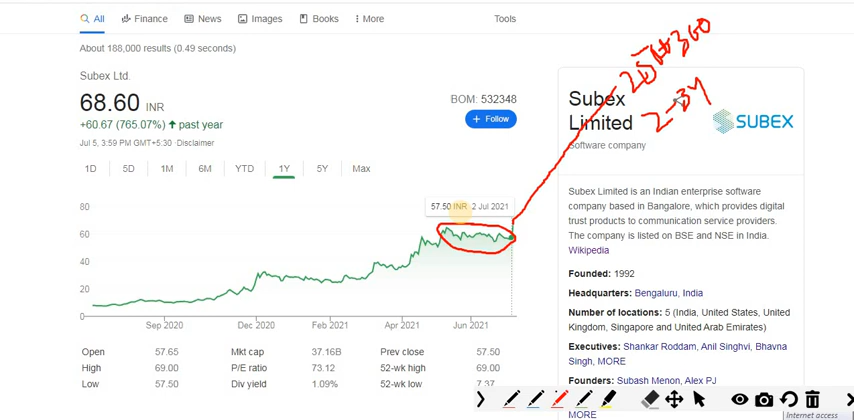 All Finance News Images Books More Tools
About 188,000 results (0.49 seconds)
Subex Ltd.
68.60 INR
+60.67 (765.07%) past year
Jul 5, 3:59 PM GMT+5:30 · Disclaimer
BOM: 532348
+ Follow
1D 5D 1M 6M YTD 1Y 5Y Max
57.50 INR 2 Jul 2021
80
60
40
20
0
Sep 2020 Dec 2020 Feb 2021 Apr 2021 Jun 2021
Open 57.65 Mkt cap 37.16B Prev close 57.50
High 69.00 P/E ratio 73.12 52-wk high 69.00
Low 57.50 Div yield 1.09% 52-wk low 7.37
2-3Y
Subex
Limited
Software company
SUBEX
Subex Limited is an Indian enterprise software
company based in Bangalore, which provides digital
trust products to communication service providers.
The company is listed on BSE and NSE in India.
Wikipedia
Founded: 1992
Headquarters: Bengaluru, India
Number of locations: 5 (India, United States, United
Kingdom, Singapore and United Arab Emirates)
Executives: Shankar Roddam, Anil Singhvi, Bhavna
Singh, MORE
Founders: Subash Menon, Alex PJ
MORE
Internet access